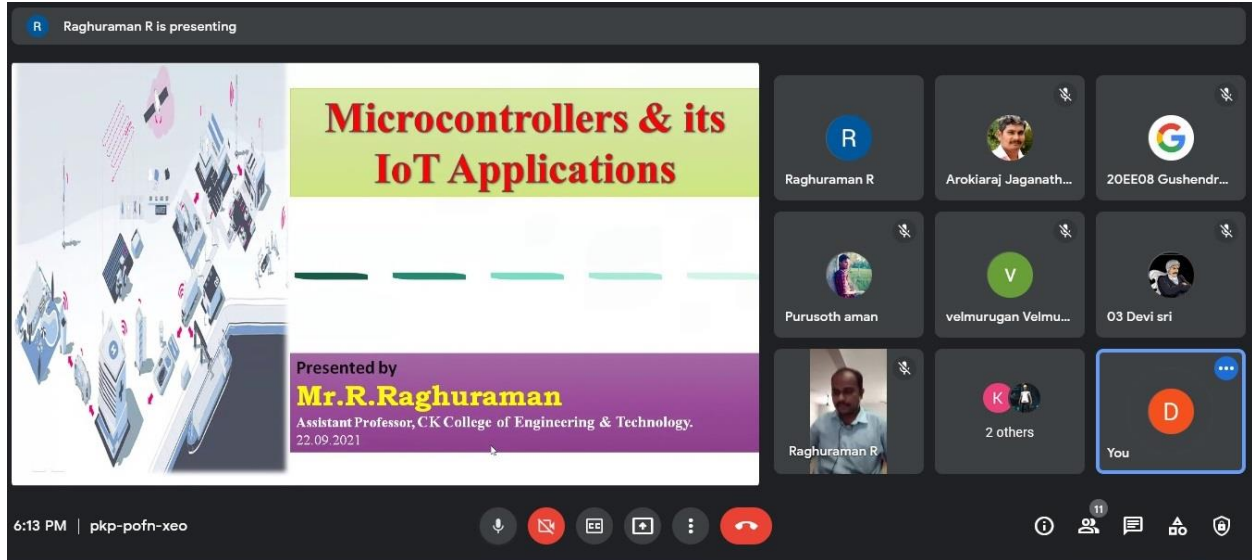 R Raghuraman R is presenting
Microcontrollers & its
IoT Applications
Presented by
Mr.R.Raghuraman
Assistant Professor, CK College of Engineering & Technology.
22.09.2021
R
Raghuraman R
Arokiaraj Jaganath...
G
20EE08 Gushendr...
Purusoth aman
V
velmurugan Velmu...
03 Devi sri
Raghuraman R
K
2 others
D
You
6:13 PM | pkp-pofn-xeo
CC
11